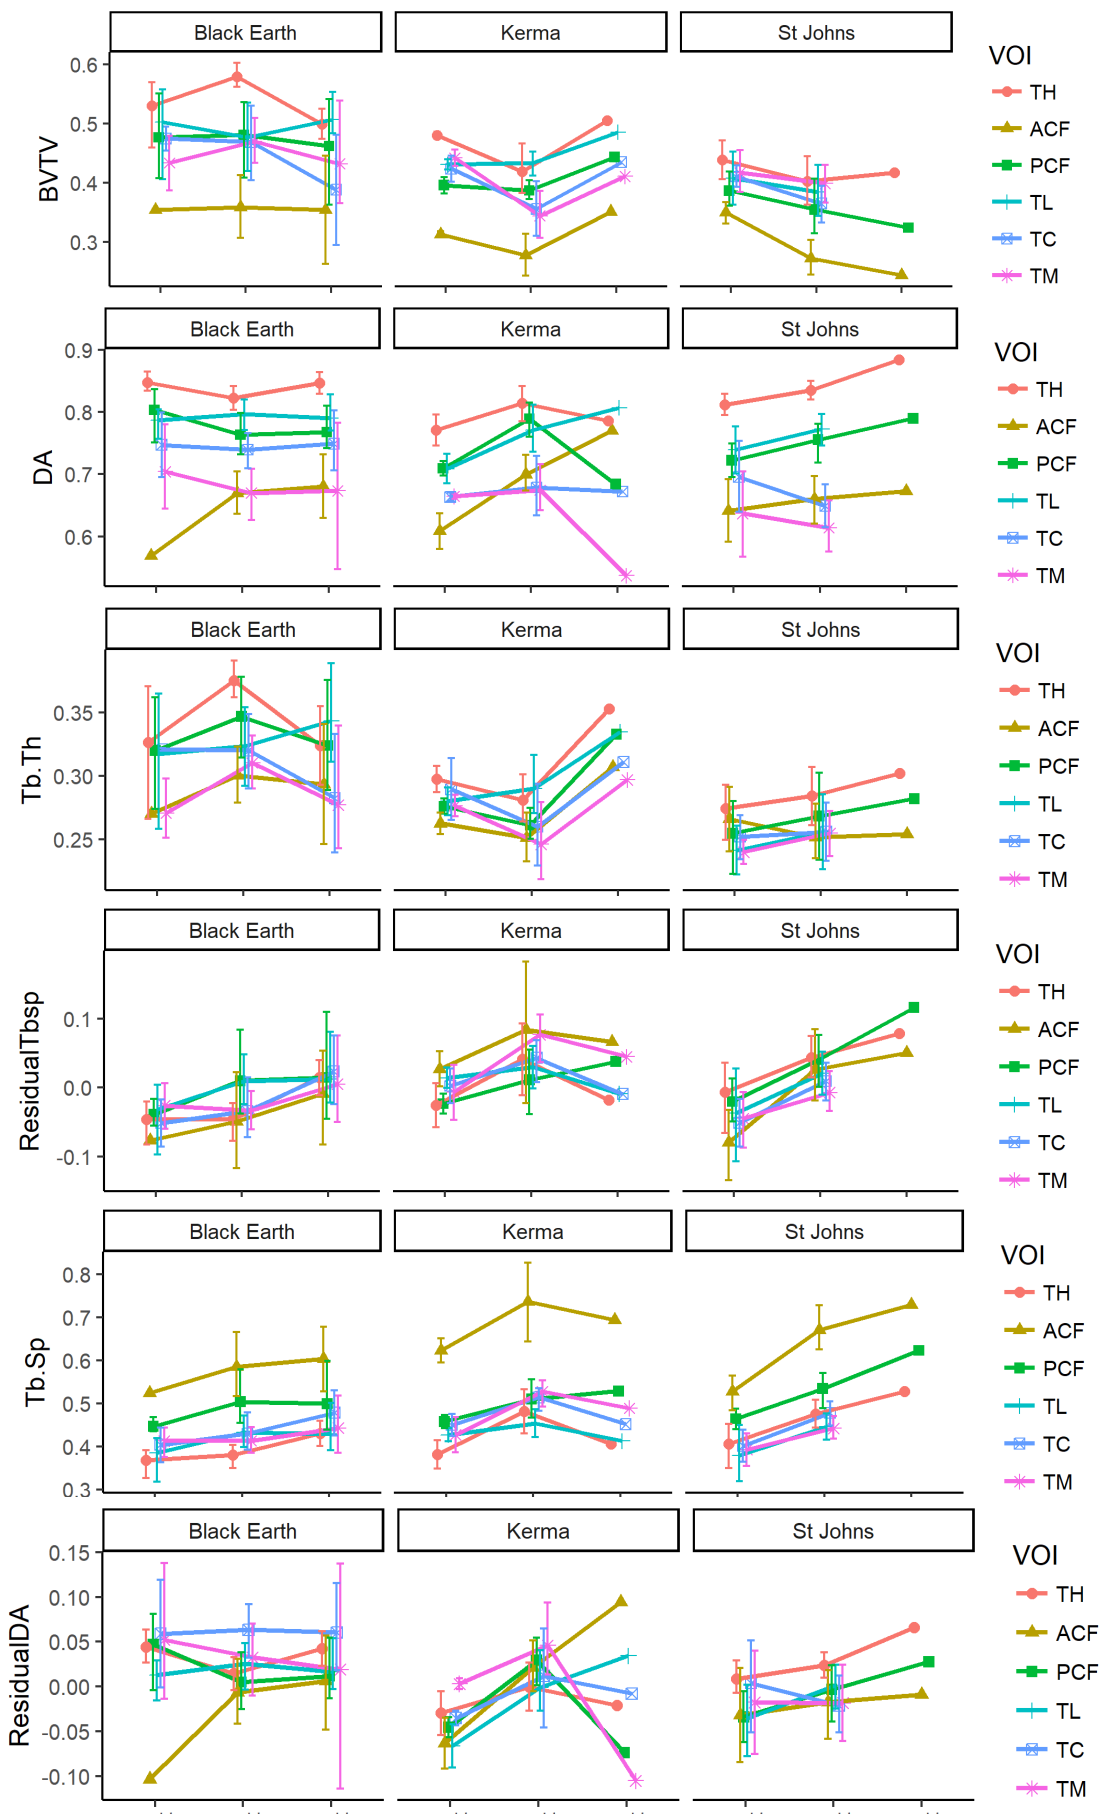 Black Earth
Kerma
St Johns
BVTV
0.6
0.5
0.4
0.3
VOI
TH
ACF
PCF
TL
TC
TM
Black Earth
Kerma
St Johns
DA
0.9
0.8
0.7
0.6
VOI
TH
ACF
PCF
TL
TC
TM
Black Earth
Kerma
St Johns
Tb.Th
0.35
0.30
0.25
VOI
TH
ACF
PCF
TL
TC
TM
Black Earth
Kerma
St Johns
ResidualTbsp
0.1
0.0
-0.1
VOI
TH
ACF
PCF
TL
TC
TM
Black Earth
Kerma
St Johns
Tb.Sp
0.8
0.7
0.6
0.5
0.4
0.3
VOI
TH
ACF
PCF
TL
TC
TM
Black Earth
Kerma
St Johns
ResidualDA
0.15
0.10
0.05
0.00
-0.05
-0.10
VOI
TH
ACF
PCF
TL
TC
TM